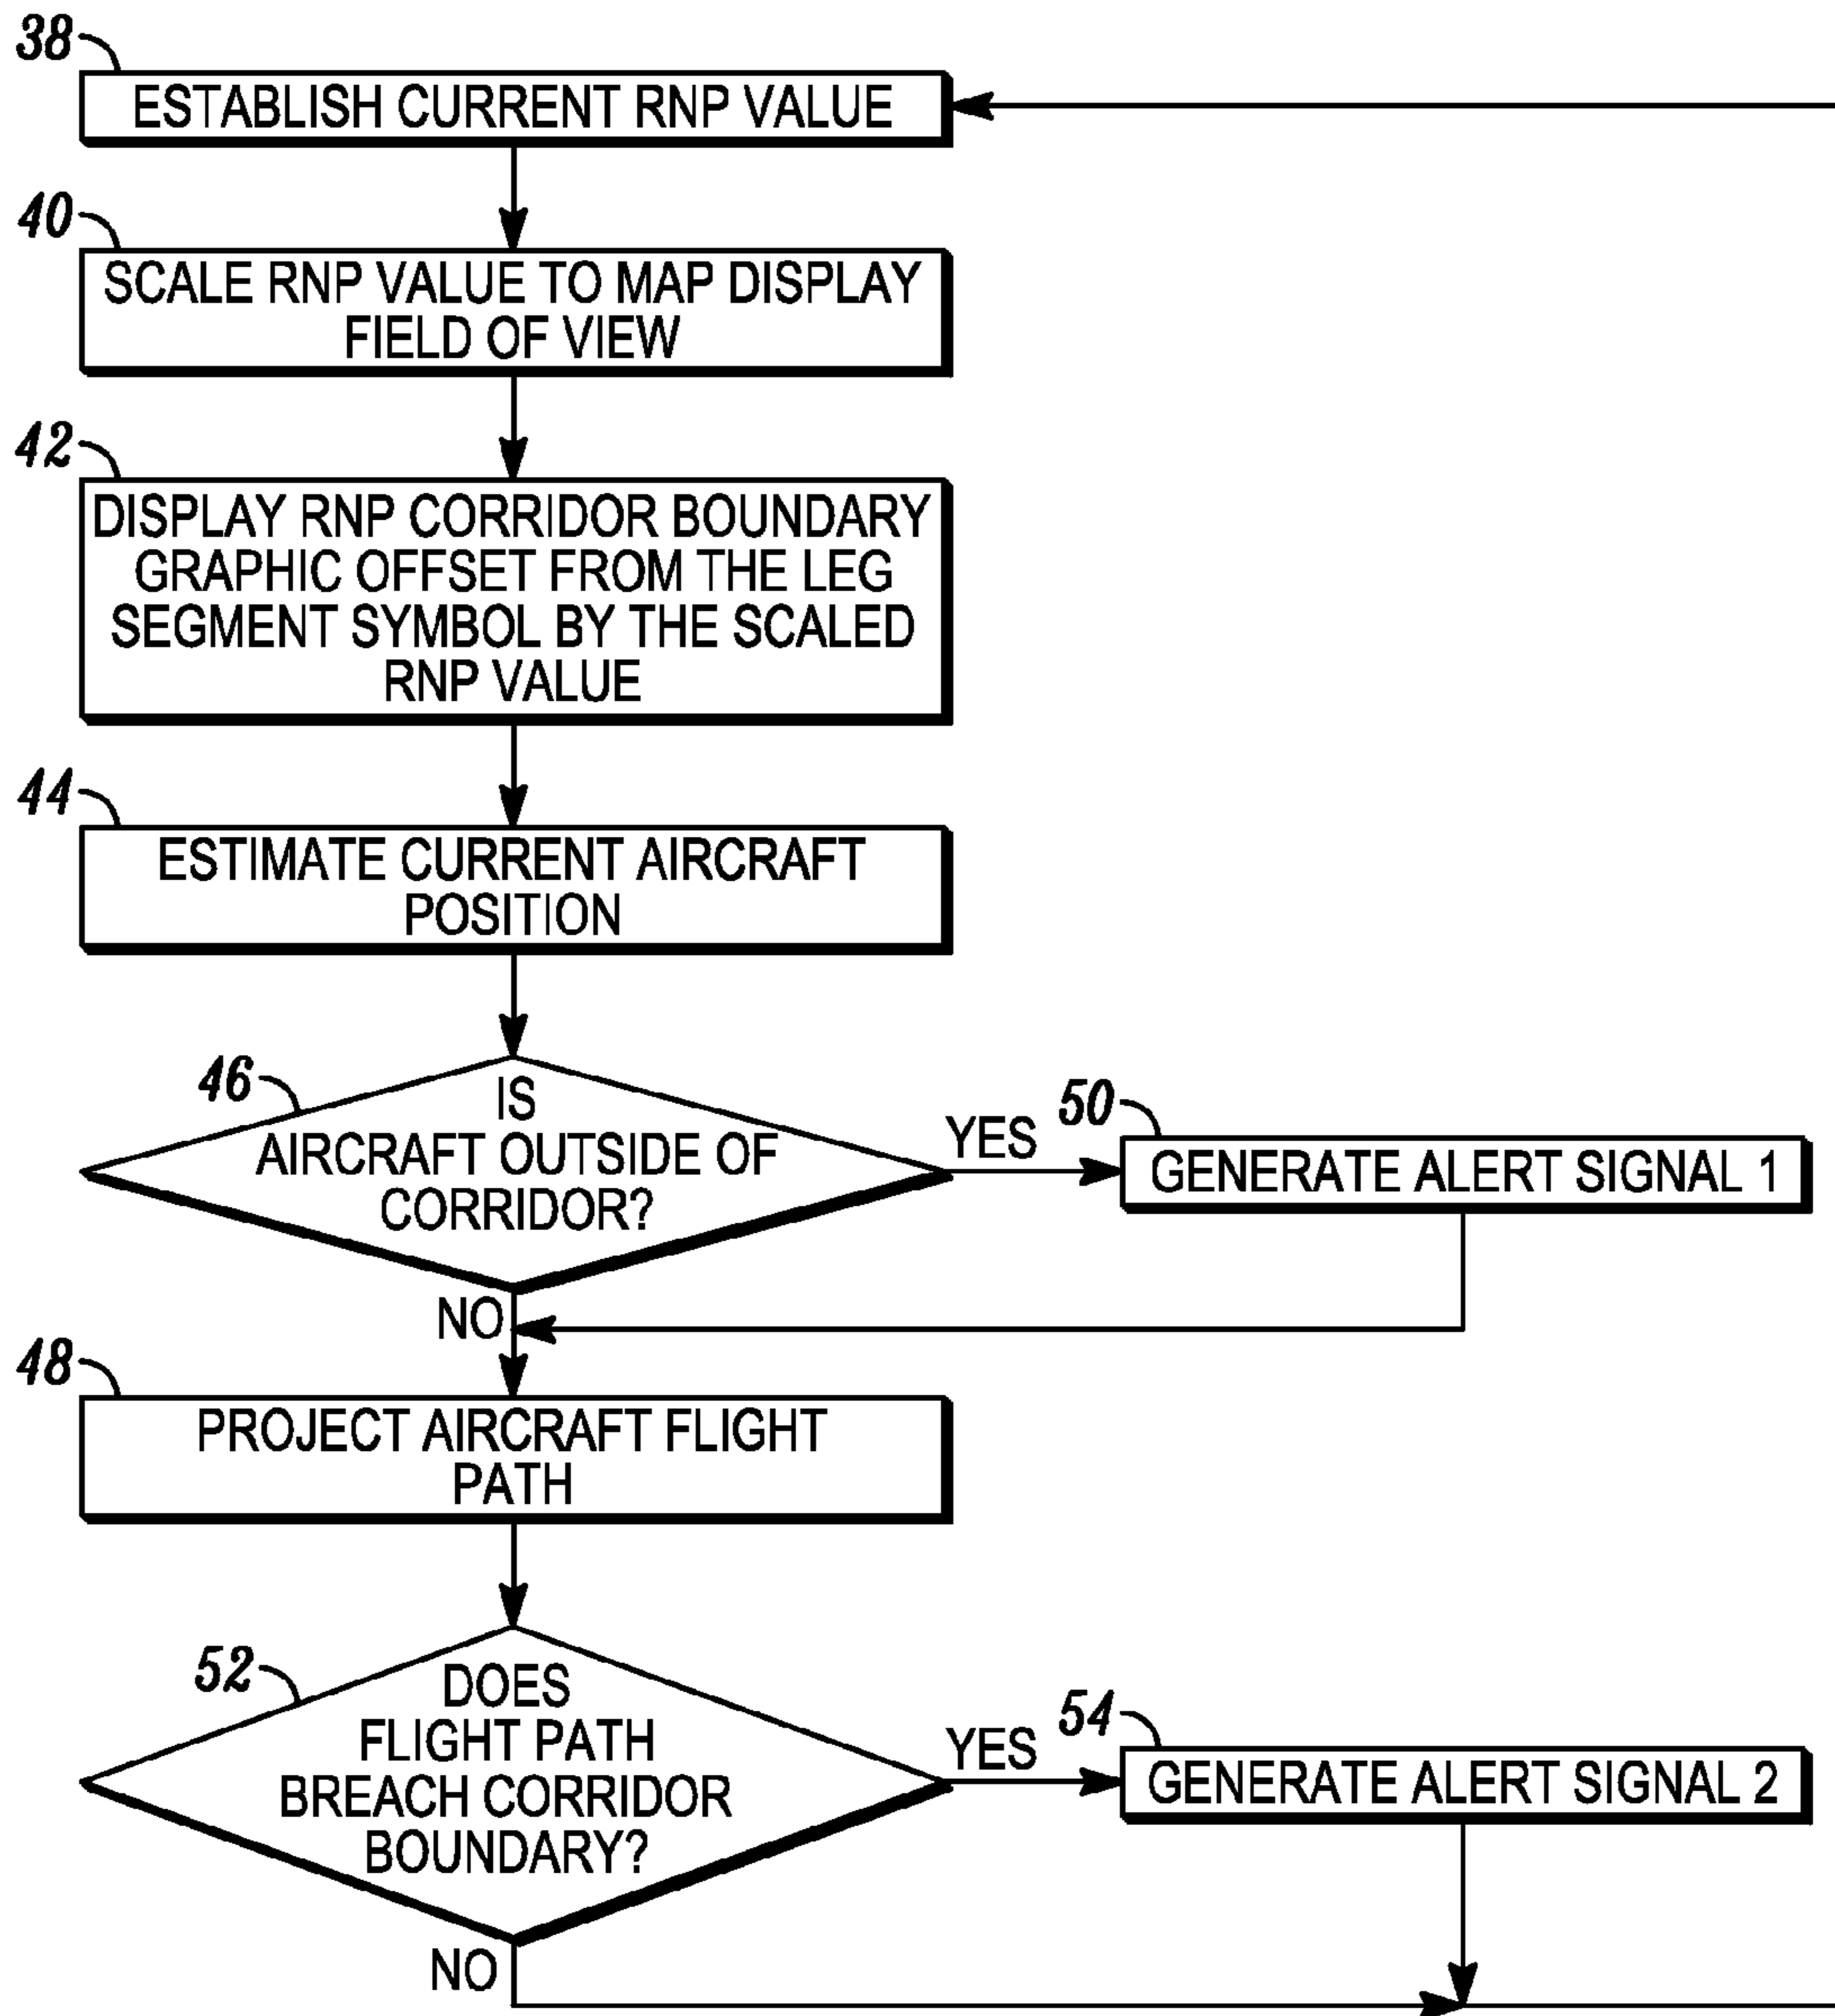 38
ESTABLISH CURRENT RNP VALUE
40
SCALE RNP VALUE TO MAP DISPLAY
FIELD OF VIEW
42
DISPLAY RNP CORRIDOR BOUNDARY
GRAPHIC OFFSET FROM THE LEG
SEGMENT SYMBOL BY THE SCALED
RNP VALUE
44
ESTIMATE CURRENT AIRCRAFT
POSITION
46
IS
AIRCRAFT OUTSIDE OF
CORRIDOR?
YES
50
GENERATE ALERT SIGNAL 1
NO
48
PROJECT AIRCRAFT FLIGHT
PATH
52
DOES
FLIGHT PATH
BREACH CORRIDOR
BOUNDARY?
YES
54
GENERATE ALERT SIGNAL 2
NO